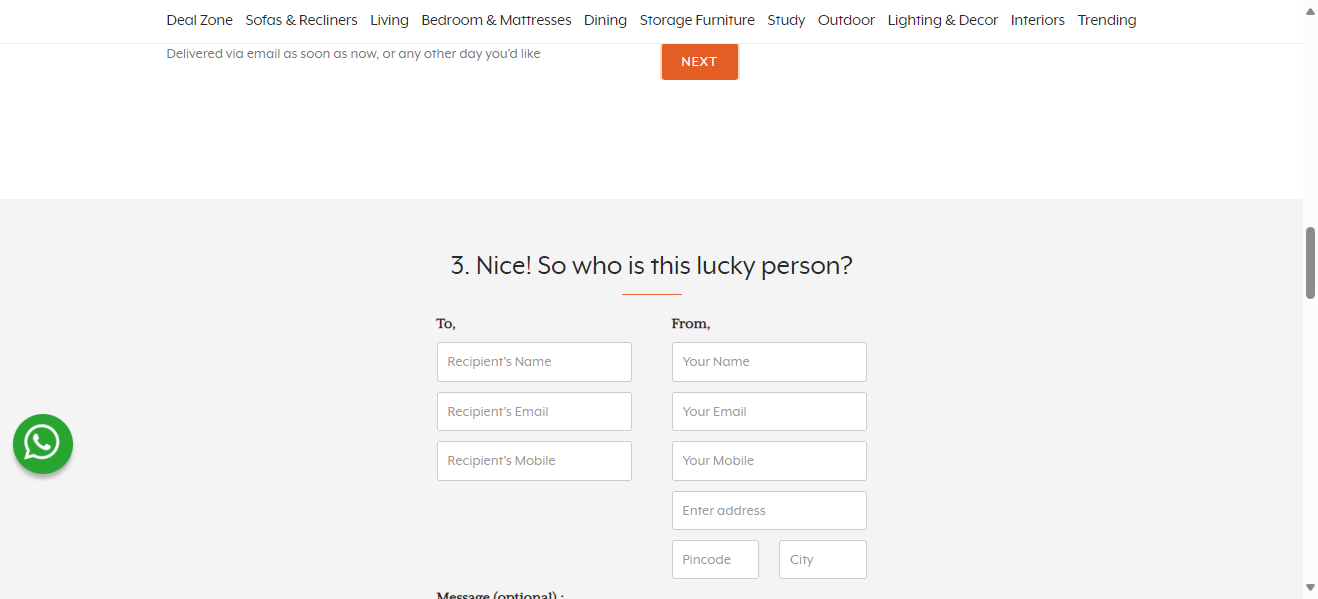 Deal Zone Sofas & Recliners Living Bedroom & Mattresses Dining Storage Furniture Study Outdoor Lighting & Decor Interiors Trending
Delivered via email as soon as now, or any other day you'd like
NEXT
3. Nice! So who is this lucky person?
To, From,
Recipient's Name Your Name
Recipient's Email Your Email
Recipient's Mobile Your Mobile
Enter address
Pincode City
Message (optional) :